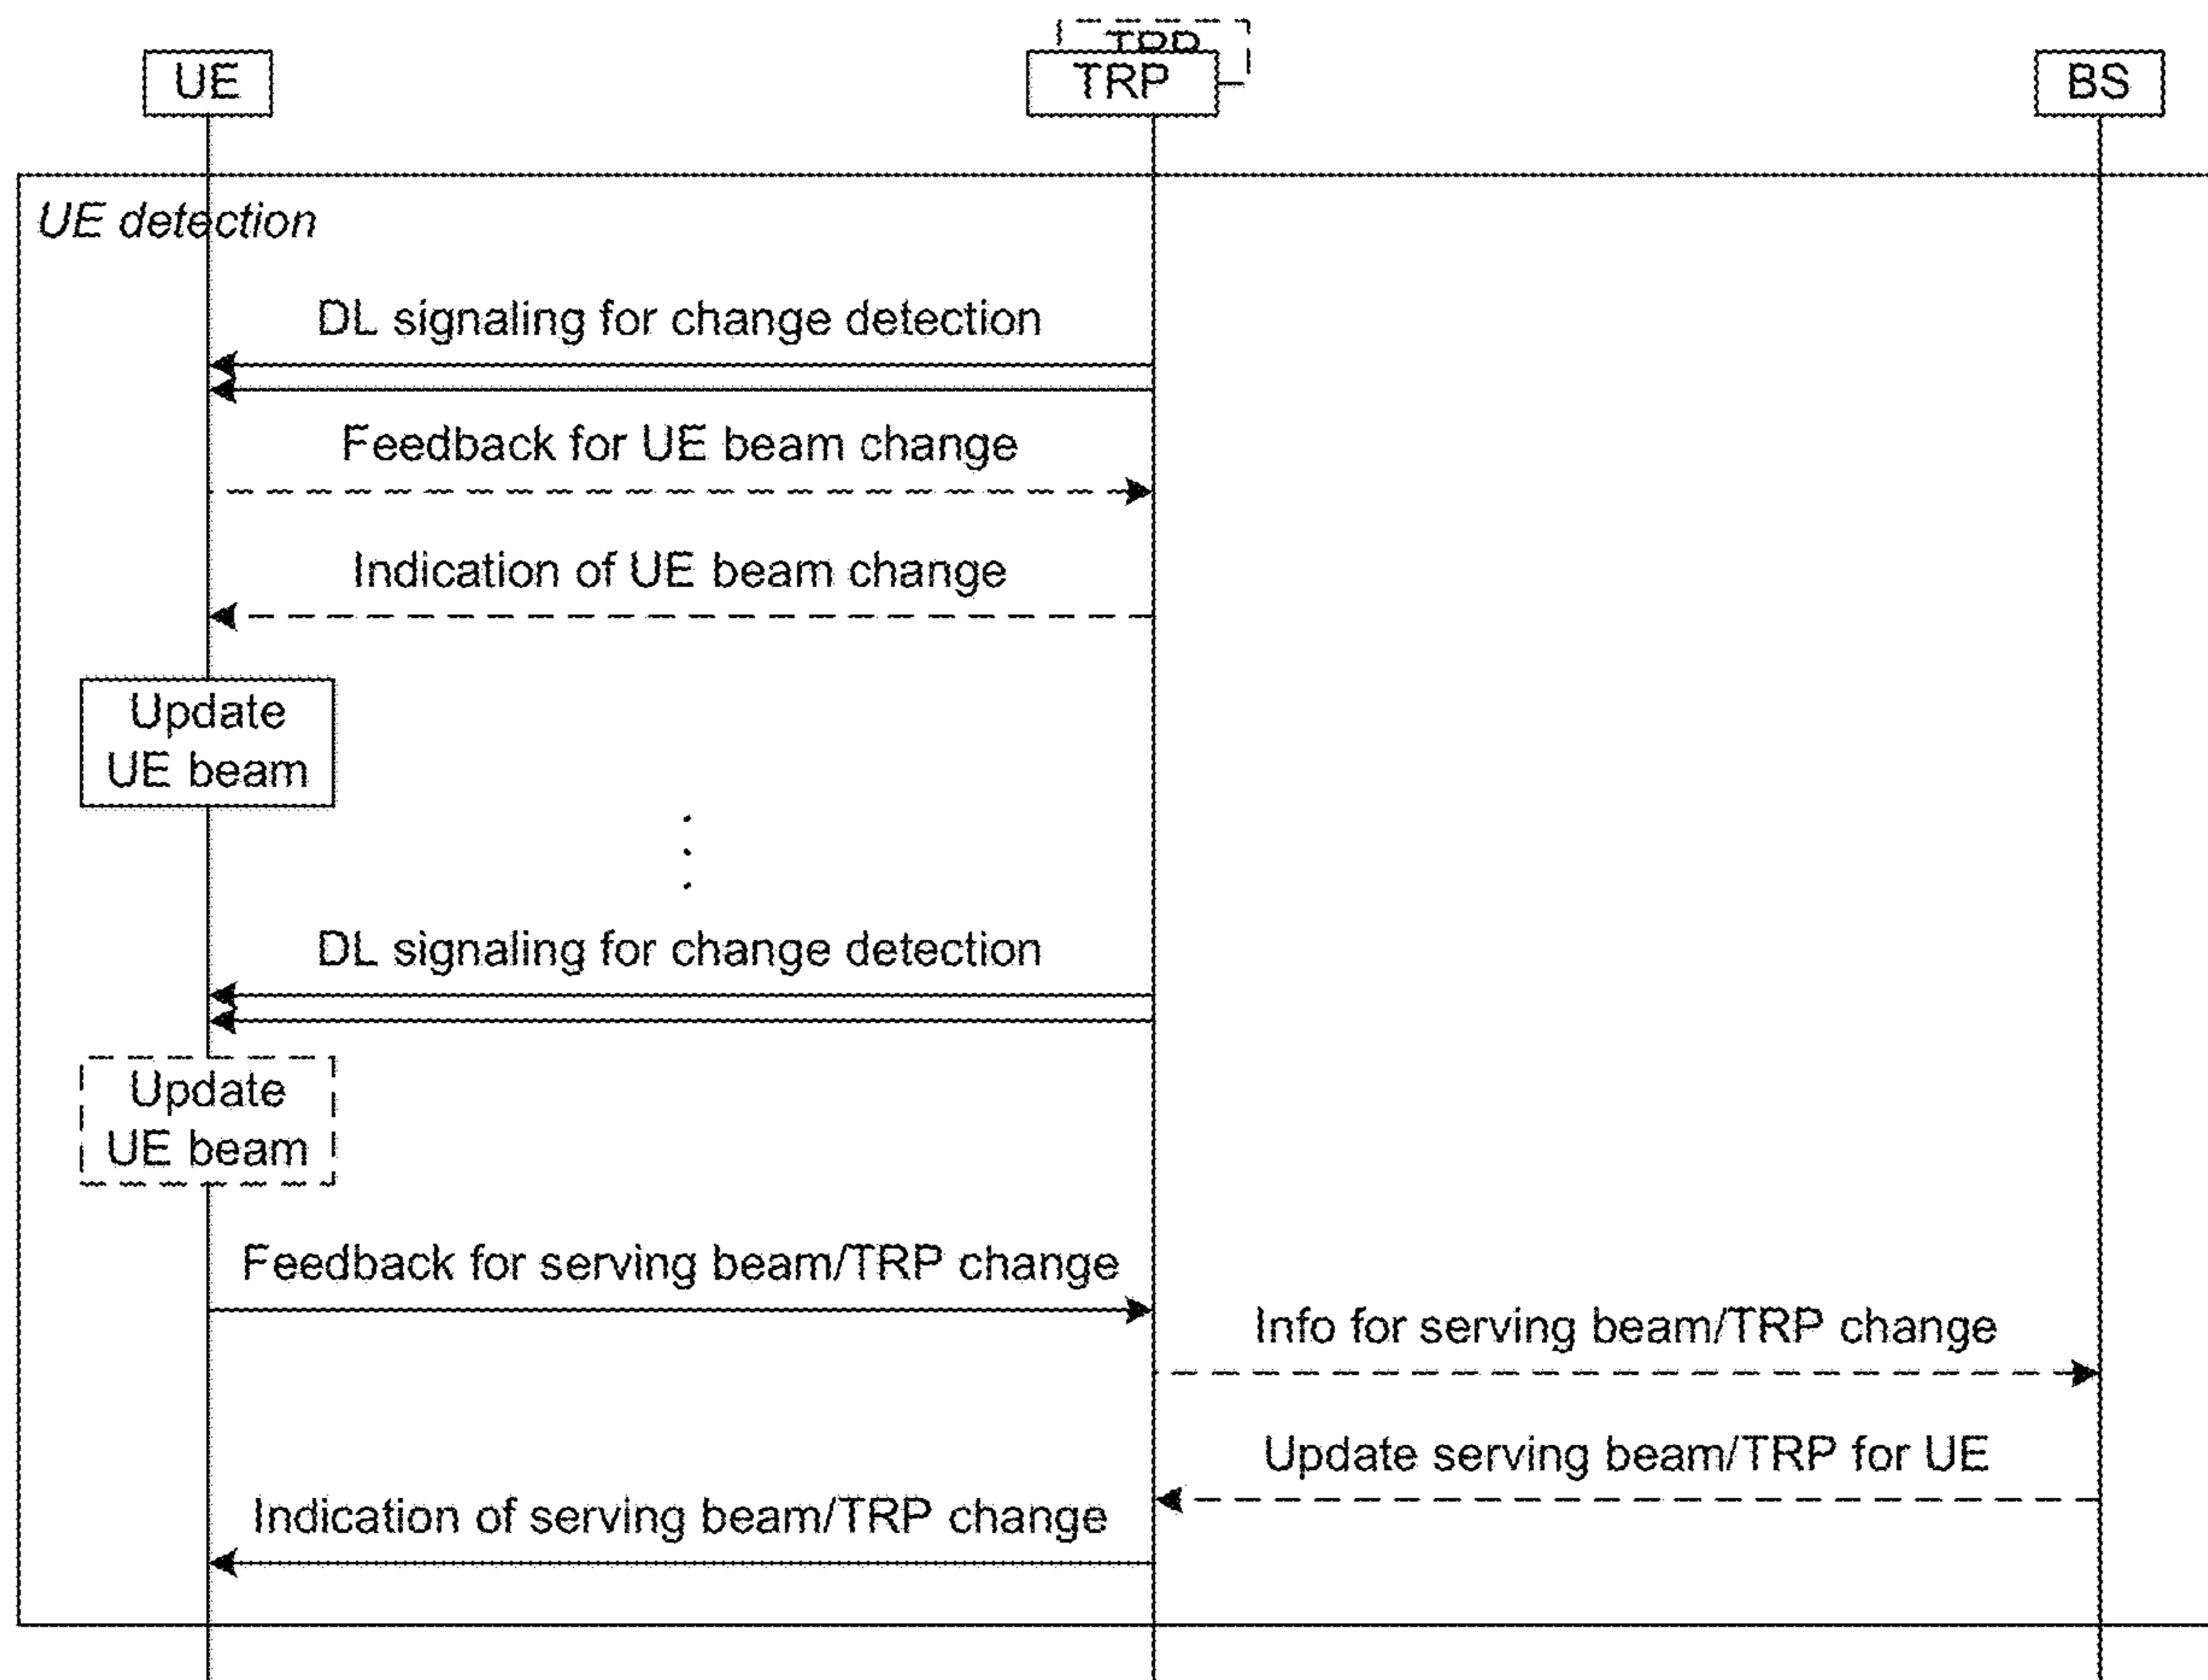 TRP
UE
TRP
BS
UE detection
DL signaling for change detection
Feedback for UE beam change
Indication of UE beam change
Update
UE beam
DL signaling for change detection
Update
UE beam
Feedback for serving beam/TRP change
Info for serving beam/TRP change
Update serving beam/TRP for UE
Indication of serving beam/TRP change